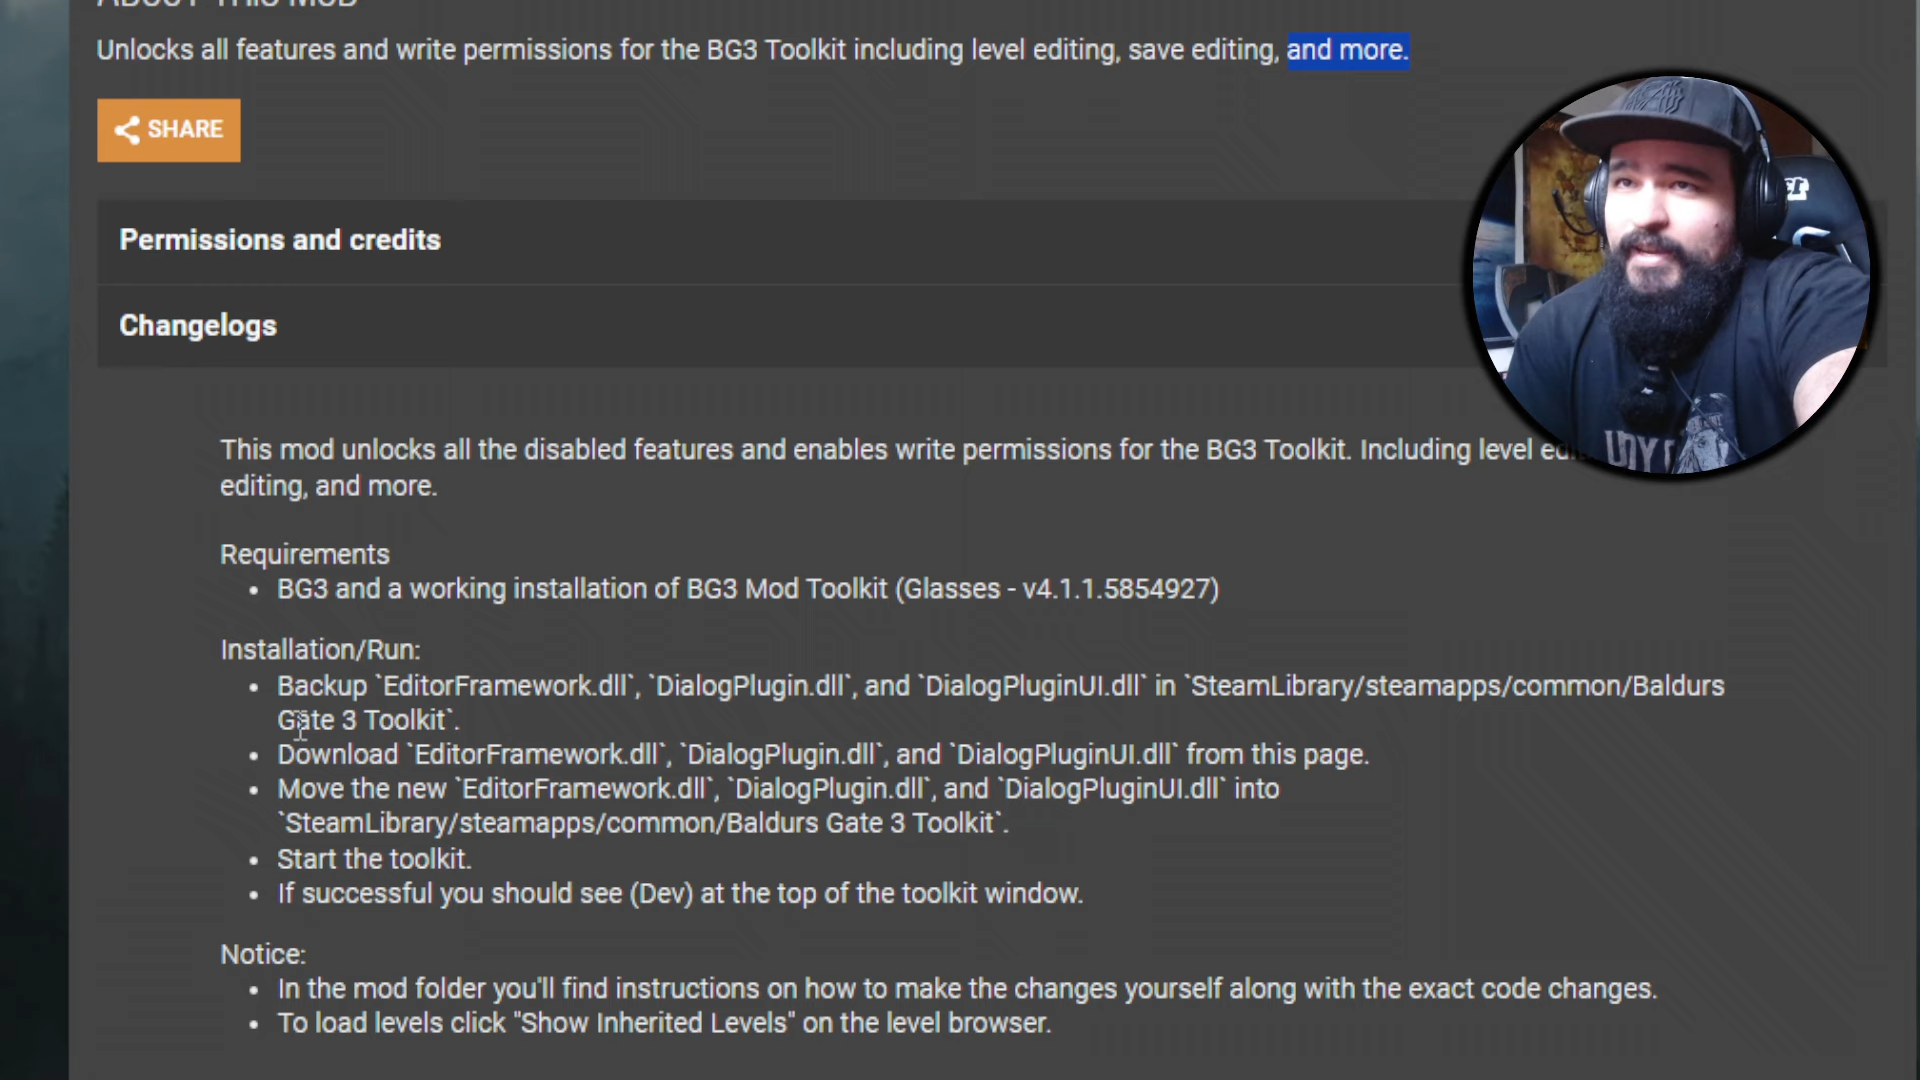 ABOUT THIS MOD
Unlocks all features and write permissions for the BG3 Toolkit including level editing, save editing, and more.
SHARE
Permissions and credits
Changelogs
This mod unlocks all the disabled features and enables write permissions for the BG3 Toolkit. Including level
editing, and more.
Requirements
• BG3 and a working installation of BG3 Mod Toolkit (Glasses - v4.1.1.5854927)
Installation/Run:
• Backup `EditorFramework.dll`, `DialogPlugin.dll`, and `DialogPluginUI.dll` in `SteamLibrary/steamapps/common/Baldurs
Gate 3 Toolkit`.
• Download `EditorFramework.dll`, `DialogPlugin.dll`, and `DialogPluginUI.dll` from this page.
• Move the new `EditorFramework.dll`, `DialogPlugin.dll`, and `DialogPluginUI.dll` into
`SteamLibrary/steamapps/common/Baldurs Gate 3 Toolkit`.
• Start the toolkit.
• If successful you should see (Dev) at the top of the toolkit window.
Notice:
• In the mod folder you'll find instructions on how to make the changes yourself along with the exact code changes.
• To load levels click "Show Inherited Levels" on the level browser.